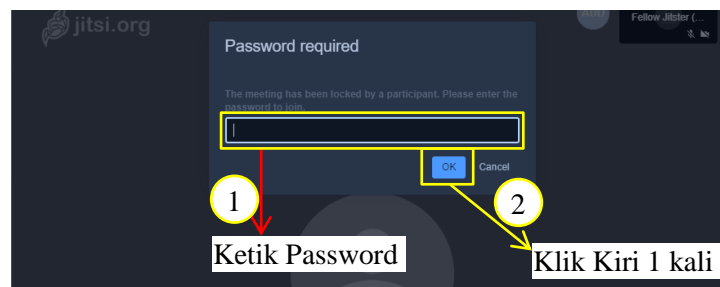 jitsi.org
Fellow Jitster (...
Password required
The meeting has been locked by a participant. Please enter the
password to join.
OK Cancel
1
2
Ketik Password
Klik Kiri 1 kali